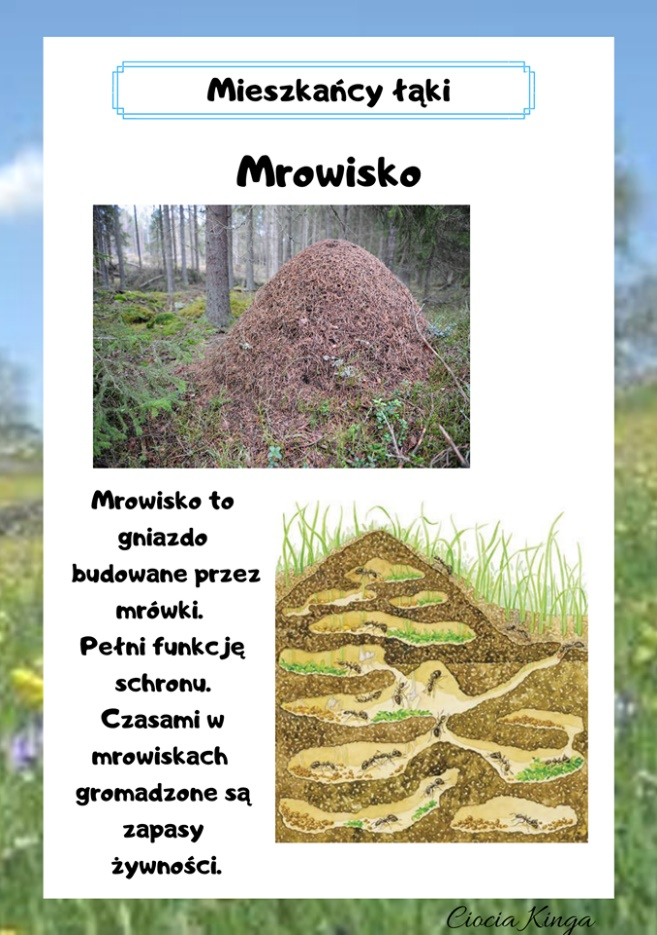 Mieszkańcy łąki
Mrowisko
Mrowisko to
gniazdo
budowane przez
mrówki.
Pełni funkcję
schronu.
Czasami w
mrowiskach
gromadzone są
zapasy
żywności.
Ciocia Kinga